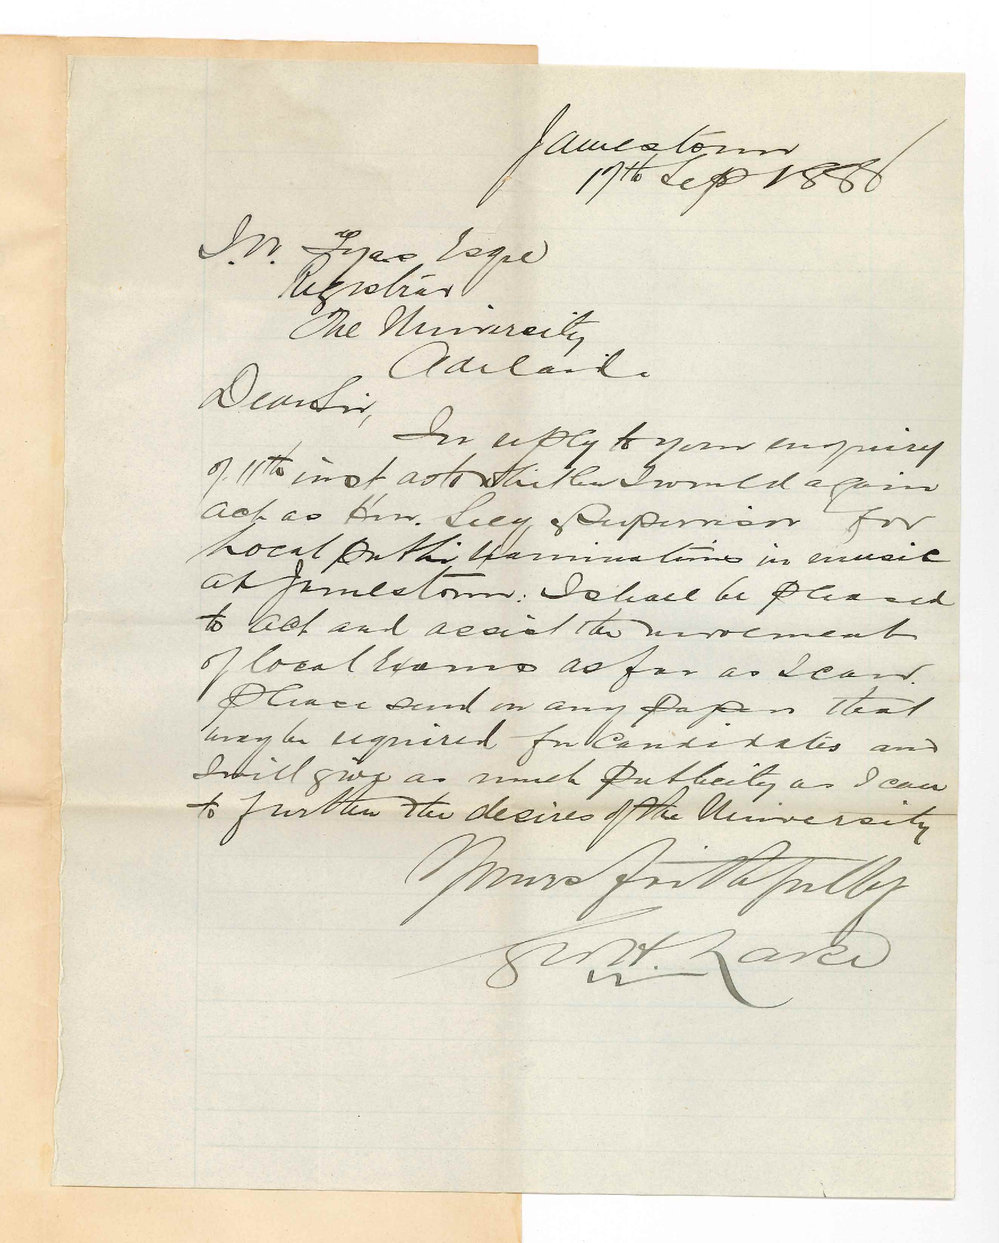 Jamestown
17th Sep 1886
J.W. Tyas Esqre
Registrar
The University
Adelaide
Dear Sir,
In reply to your enquiry
of 11th inst as to whether I would again
act as Hon. Secy & Supervisor for
Local Public Examinations in music
at Jamestown. I shall be pleased
to act and assist the movement
of local Exams as far as I can.
Please send on any papers that
may be required for Candidates and
I will give as much publicity as I can
to further the desires of the University
Yours faithfully
Geo H. Lake